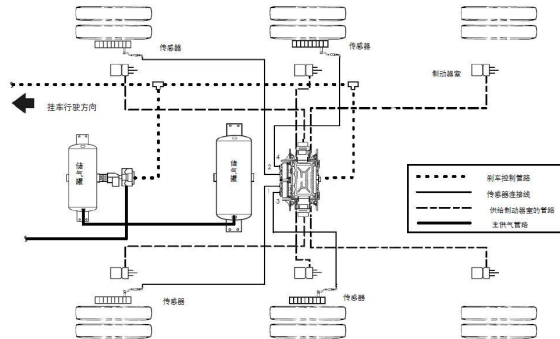 传感器
传感器
制动器室
挂车行驶方向
储气罐
储气罐
2
4
1
3
刹车控制管路
传感器连接线
供给制动器室的管路
主供气管路
传感器
传感器